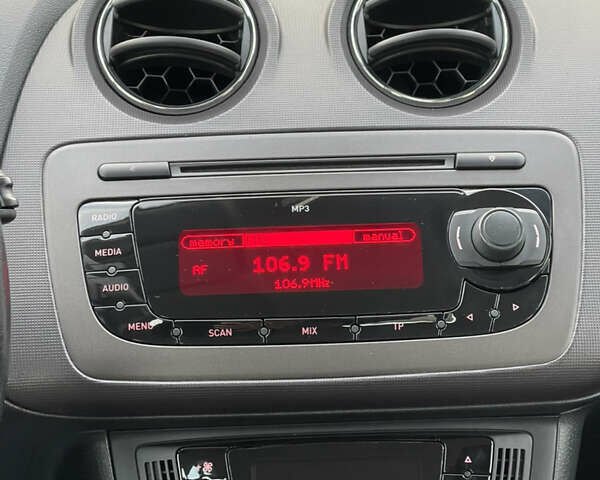 MP3
RADIO
memory manual
MEDIA
RF 106.9 FM
AUDIO
106.9MHz
MENU SCAN MIX TP